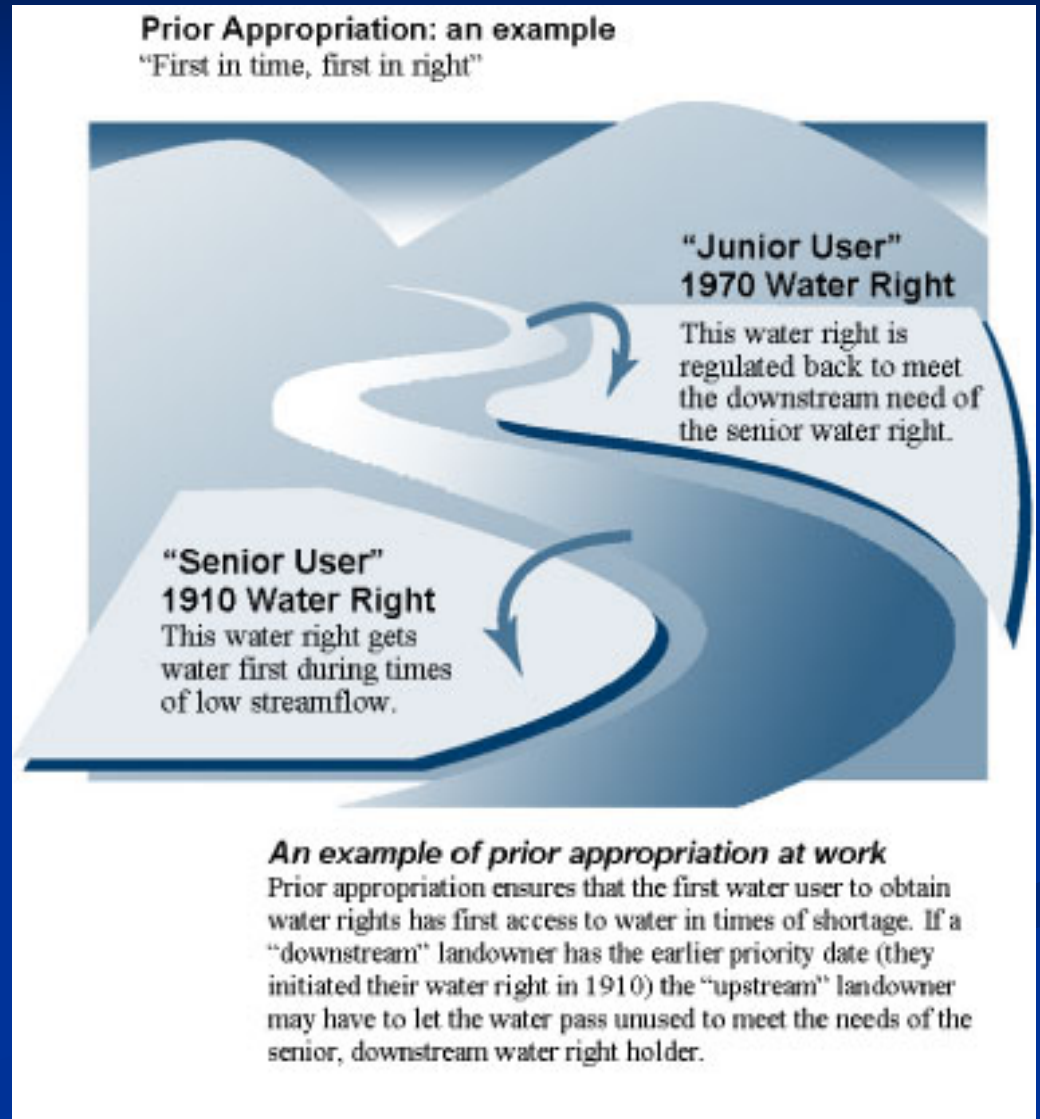 Prior Appropriation: an example
“First in time, first in right”
“Junior User”
1970 Water Right
This water right is
regulated back to meet
the downstream need of
the senior water right.
“Senior User”
1910 Water Right
This water right gets
water first during times
of low streamflow.
An example of prior appropriation at work
Prior appropriation ensures that the first water user to obtain
water rights has first access to water in times of shortage. If a
“downstream” landowner has the earlier priority date (they
initiated their water right in 1910) the “upstream” landowner
may have to let the water pass unused to meet the needs of the
senior, downstream water right holder.